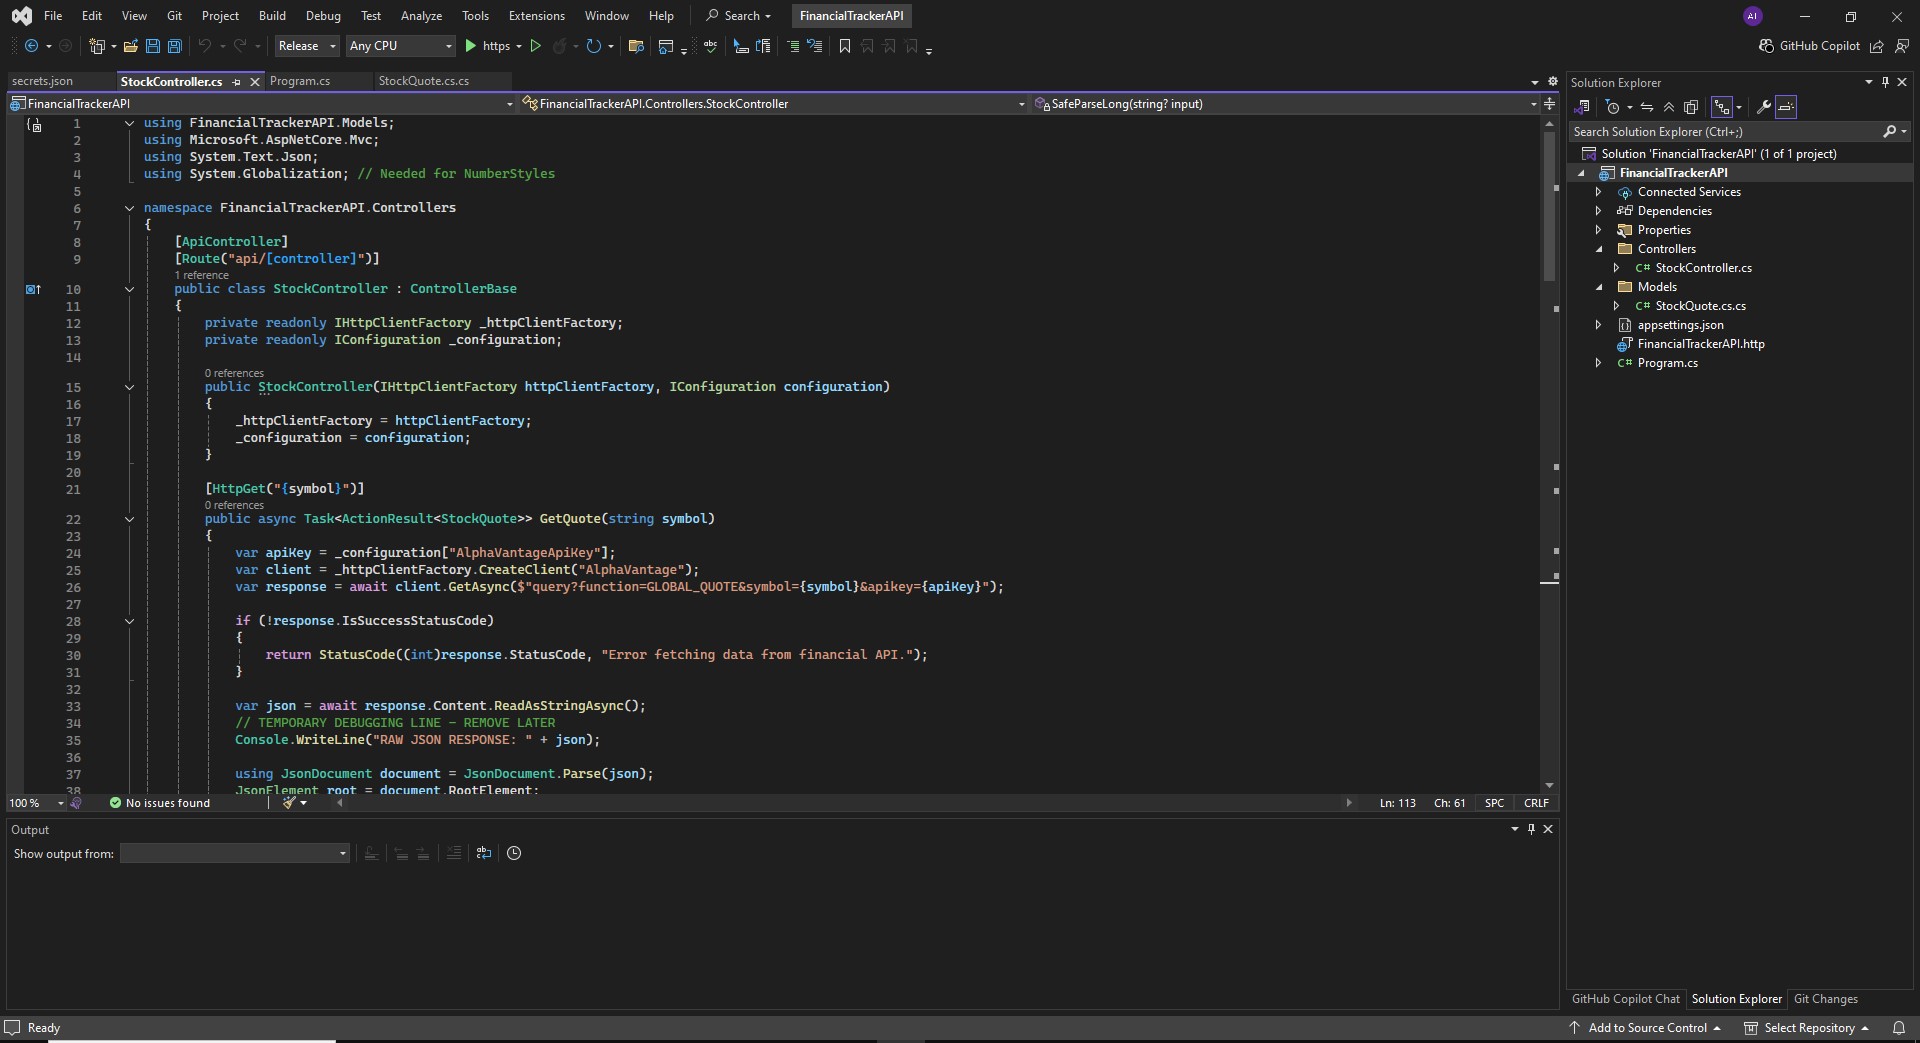 File Edit View Git Project Build Debug Test Analyze Tools Extensions Window Help Search FinancialTrackerAPI AI
Release Any CPU https GitHub Copilot
secrets.json StockController.cs Program.cs StockQuote.cs.cs
FinancialTrackerAPI FinancialTrackerAPI.Controllers.StockController SafeParseLong(string? input)
1 using FinancialTrackerAPI.Models;
2 using Microsoft.AspNetCore.Mvc;
3 using System.Text.Json;
4 using System.Globalization; // Needed for NumberStyles
5
6 namespace FinancialTrackerAPI.Controllers
7 {
8 [ApiController]
9 [Route("api/[controller]")]
1 reference
10 public class StockController : ControllerBase
11 {
12 private readonly IHttpClientFactory _httpClientFactory;
13 private readonly IConfiguration _configuration;
14
0 references
15 public StockController(IHttpClientFactory httpClientFactory, IConfiguration configuration)
16 {
17 _httpClientFactory = httpClientFactory;
18 _configuration = configuration;
19 }
20
21 [HttpGet("{symbol}")]
0 references
22 public async Task<ActionResult<StockQuote>> GetQuote(string symbol)
23 {
24 var apiKey = _configuration["AlphaVantageApiKey"];
25 var client = _httpClientFactory.CreateClient("AlphaVantage");
26 var response = await client.GetAsync($"query?function=GLOBAL_QUOTE&symbol={symbol}&apikey={apiKey}");
27
28 if (!response.IsSuccessStatusCode)
29 {
30 return StatusCode((int)response.StatusCode, "Error fetching data from financial API.");
31 }
32
33 var json = await response.Content.ReadAsStringAsync();
34 // TEMPORARY DEBUGGING LINE - REMOVE LATER
35 Console.WriteLine("RAW JSON RESPONSE: " + json);
36
37 using JsonDocument document = JsonDocument.Parse(json);
38 JsonElement root = document.RootElement;
100 % No issues found Ln: 113 Ch: 61 SPC CRLF
Output
Show output from:
Solution Explorer
Search Solution Explorer (Ctrl+;)
Solution 'FinancialTrackerAPI' (1 of 1 project)
FinancialTrackerAPI
Connected Services
Dependencies
Properties
Controllers
C# StockController.cs
Models
C# StockQuote.cs.cs
appsettings.json
FinancialTrackerAPI.http
C# Program.cs
GitHub Copilot Chat Solution Explorer Git Changes
Ready Add to Source Control Select Repository